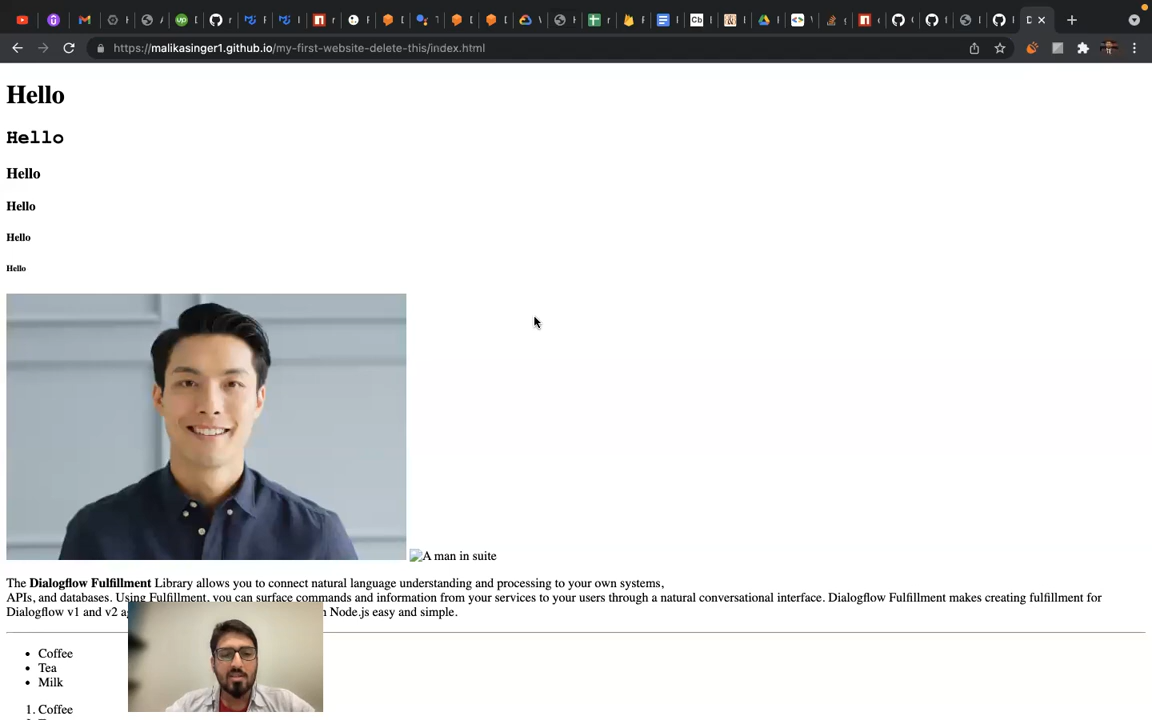 https://malikasinger1.github.io/my-first-website-delete-this/index.html
Hello
Hello
Hello
Hello
Hello
Hello
A man in suite
The Dialogflow Fulfillment Library allows you to connect natural language understanding and processing to your own systems,
APIs, and databases. Using Fulfillment, you can surface commands and information from your services to your users through a natural conversational interface. Dialogflow Fulfillment makes creating fulfillment for
Dialogflow v1 and v2 Node.js easy and simple.
• Coffee
• Tea
• Milk
1. Coffee